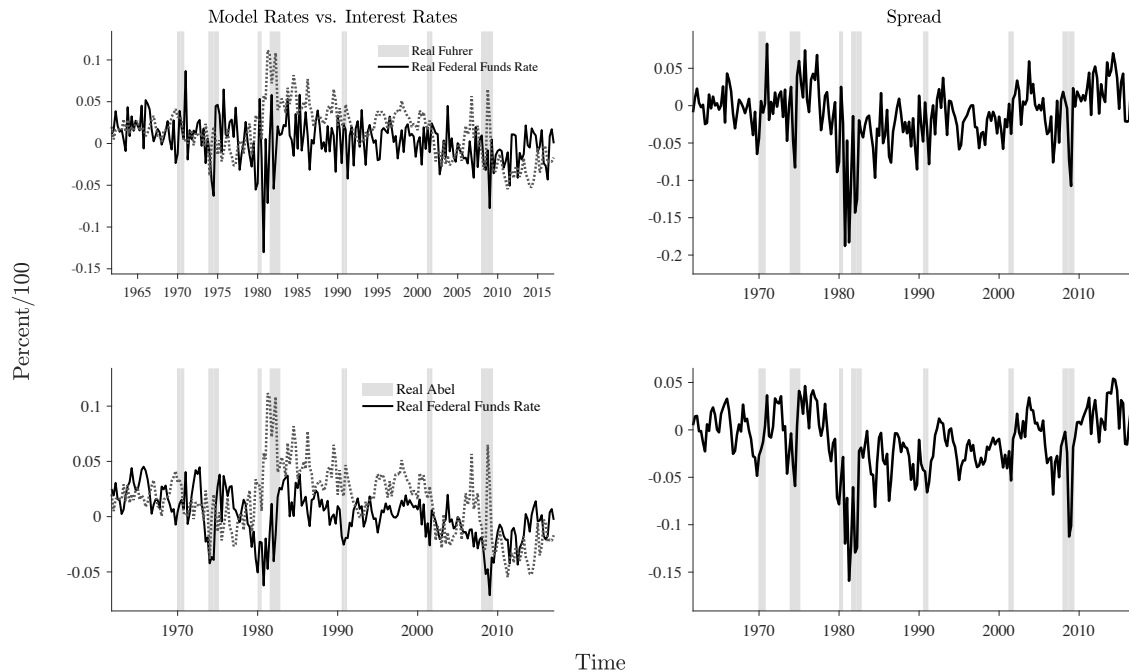 Model Rates vs. Interest Rates
Spread
Percent/100
0.1
0.05
0
-0.05
-0.1
-0.15
Real Fuhrer
Real Federal Funds Rate
1965 1970 1975 1980 1985 1990 1995 2000 2005 2010 2015
0.05
0
-0.05
-0.1
-0.15
-0.2
1970 1980 1990 2000 2010
0.1
0.05
0
-0.05
Real Abel
Real Federal Funds Rate
1970 1980 1990 2000 2010
0.05
0
-0.05
-0.1
-0.15
1970 1980 1990 2000 2010
Time